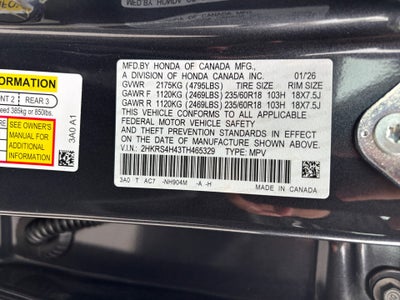 MFD. BY HONDA OF CANADA MFG.,
A DIVISION OF HONDA CANADA INC. 01/26
GVWR 2175KG (4795LBS) TIRE SIZE RIM SIZE
GAWR F 1120KG (2469LBS) 235/60R18 103H 18X7.5J
GAWR R 1120KG (2469LBS) 235/60R18 103H 18X7.5J
THIS VEHICLE CONFORMS TO ALL APPLICABLE
FEDERAL MOTOR VEHICLE SAFETY
AND THEFT PREVENTION STANDARDS IN EFFECT
ON THE DATE OF MANUFACTURE SHOWN ABOVE.
V.I.N.: 2HKRS4H43TH465329 TYPE: MPV
3A0 T AC7 -NH904M -A -H
MADE IN CANADA
FORMATION
2 REAR 3
385kg or 850lbs.
SEE OWNER'S
MANUAL FOR
ADDITIONAL
INFORMATION
3A0 A1